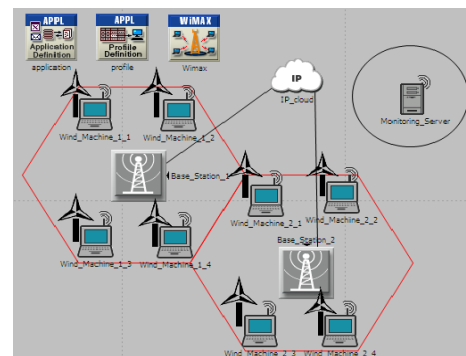 APPL
Application
Definition
application
APPL
Profile
Definition
profile
WiMAX
Wimax
IP
IP_cloud
Monitoring_Server
Wind_Machine_1_1
Wind_Machine_1_2
Base_Station_1
Wind_Machine_2_1
Wind_Machine_2_2
Wind_Machine_1_3
Wind_Machine_1_4
Base_Station_2
Wind_Machine_2_3
Wind_Machine_2_4